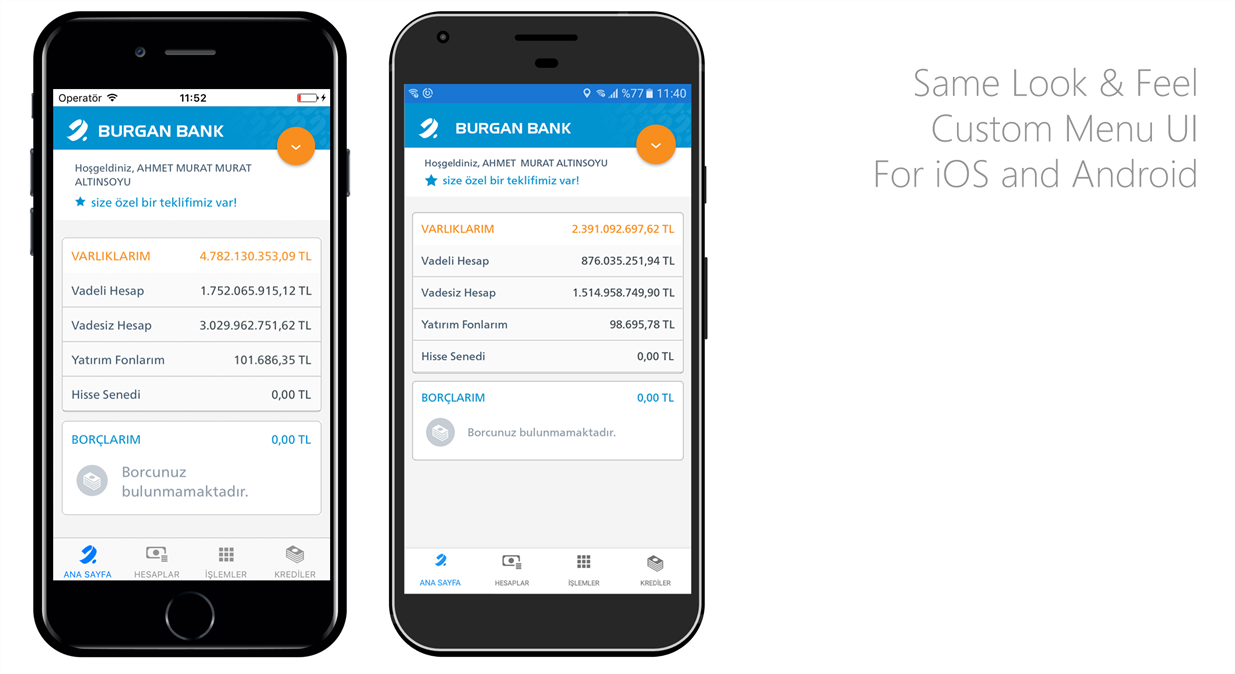 Operatör 11:52
BURGAN BANK
Hoşgeldiniz, AHMET MURAT MURAT
ALTINSOYU
size özel bir teklifimiz var!
VARLIKLARIM 4.782.130.353,09 TL
Vadeli Hesap 1.752.065.915,12 TL
Vadesiz Hesap 3.029.962.751,62 TL
Yatırım Fonlarım 101.686,35 TL
Hisse Senedi 0,00 TL
BORÇLARIM 0,00 TL
Borcunuz
bulunmamaktadır.
ANA SAYFA HESAPLAR İŞLEMLER KREDİLER
%77 11:40
BURGAN BANK
Hoşgeldiniz, AHMET MURAT ALTINSOYU
size özel bir teklifimiz var!
VARLIKLARIM 2.391.092.697,62 TL
Vadeli Hesap 876.035.251,94 TL
Vadesiz Hesap 1.514.958.749,90 TL
Yatırım Fonlarım 98.695,78 TL
Hisse Senedi 0,00 TL
BORÇLARIM 0,00 TL
Borcunuz bulunmamaktadır.
ANA SAYFA HESAPLAR İŞLEMLER KREDİLER
Same Look & Feel
Custom Menu UI
For iOS and Android